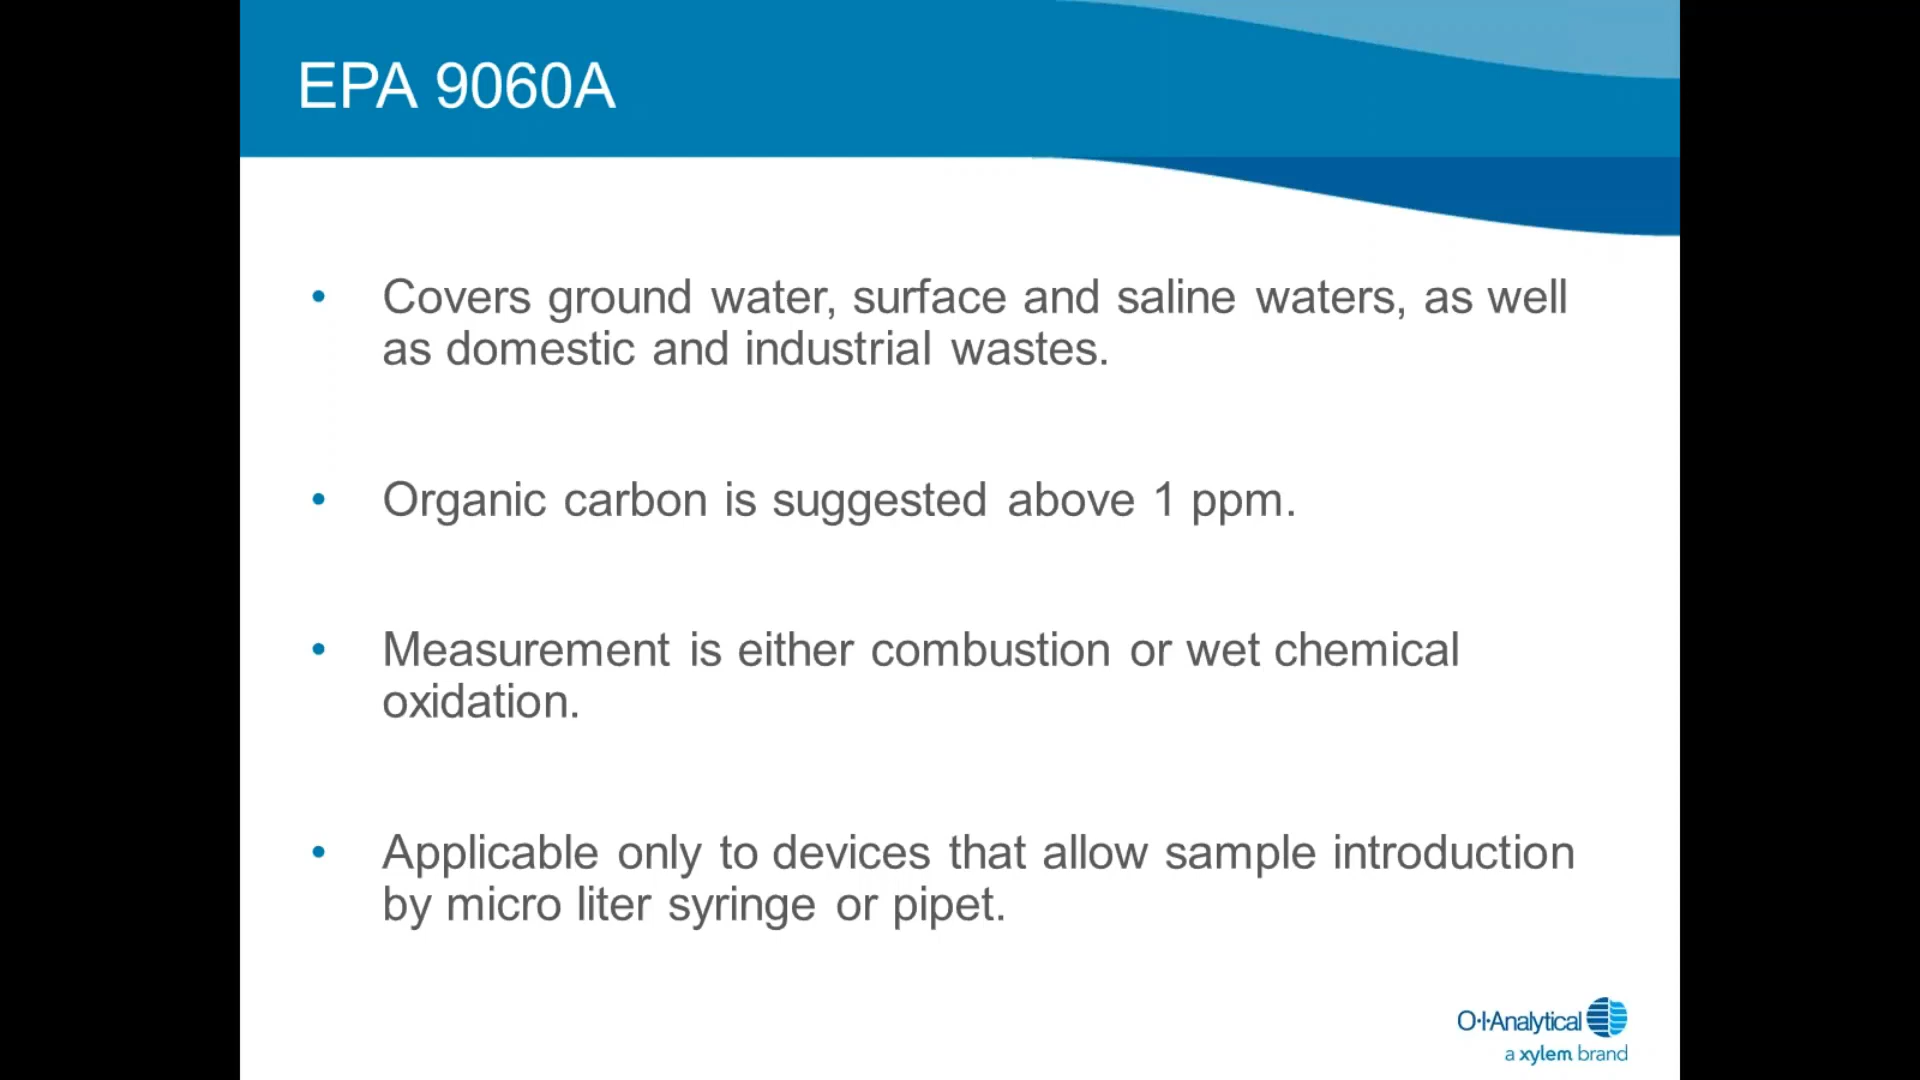 EPA 9060A
• Covers ground water, surface and saline waters, as well
as domestic and industrial wastes.
• Organic carbon is suggested above 1 ppm.
• Measurement is either combustion or wet chemical
oxidation.
• Applicable only to devices that allow sample introduction
by micro liter syringe or pipet.
O·I·Analytical
a xylem brand